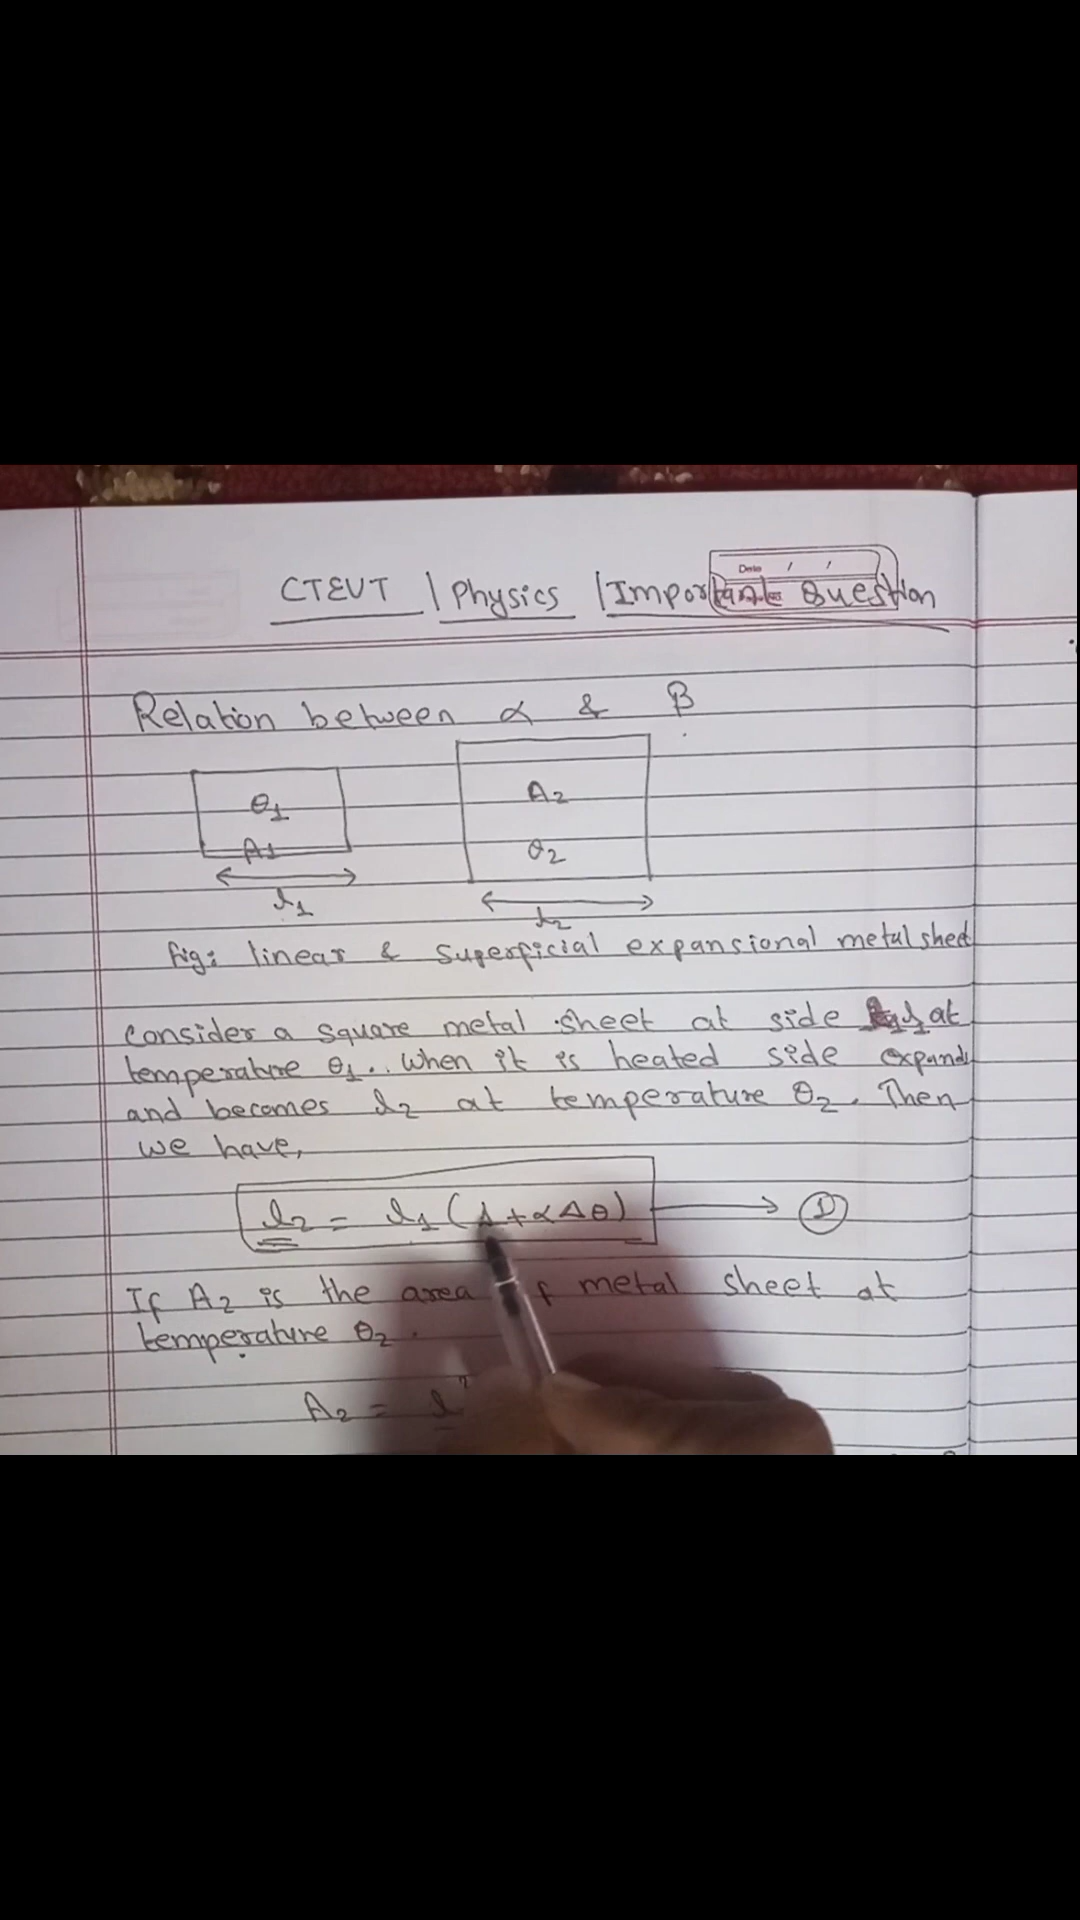 CTEVT / Physics / Important Question
Date / /
Relation between α & β
θ1
A1
l1
A2
θ2
l2
fig: linear & Superficial expansional metal sheet
Consider a square metal sheet at side l1 at
temperature θ1. When it is heated side expands
and becomes l2 at temperature θ2. Then
we have,
l2 = l1 (1+αΔθ) → ①
If A2 is the area of metal sheet at
temperature θ2.
A2 = l²